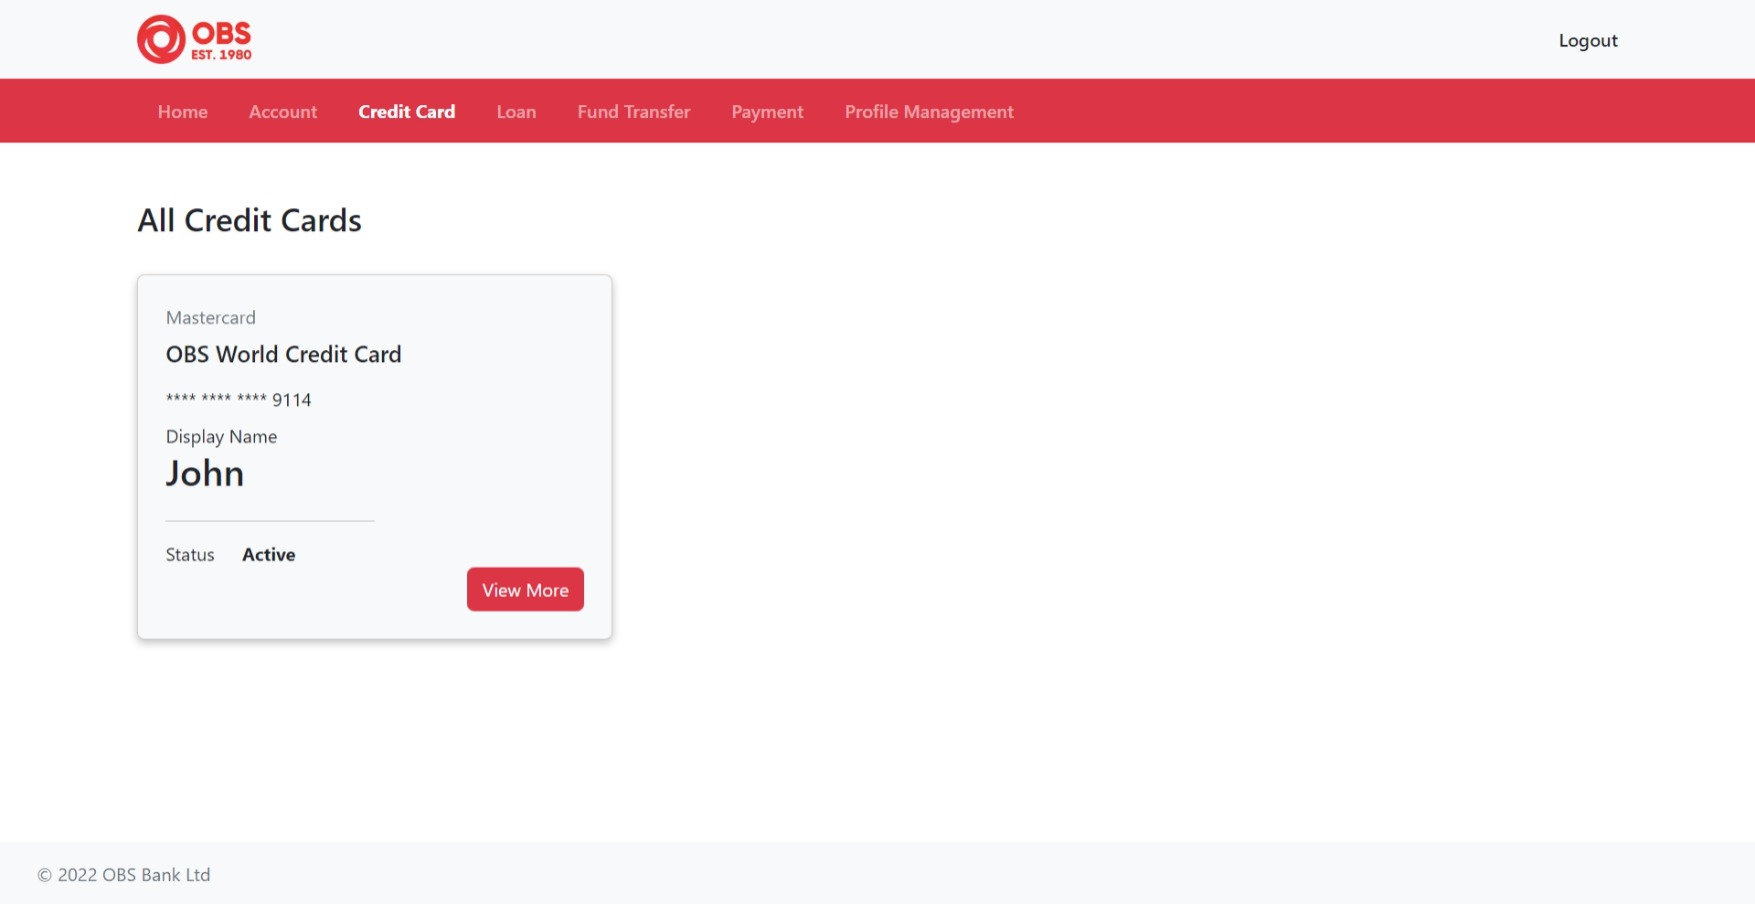 OBS
EST. 1980
Logout
Home Account Credit Card Loan Fund Transfer Payment Profile Management
All Credit Cards
Mastercard
OBS World Credit Card
**** **** **** 9114
Display Name
John
Status Active
View More
© 2022 OBS Bank Ltd